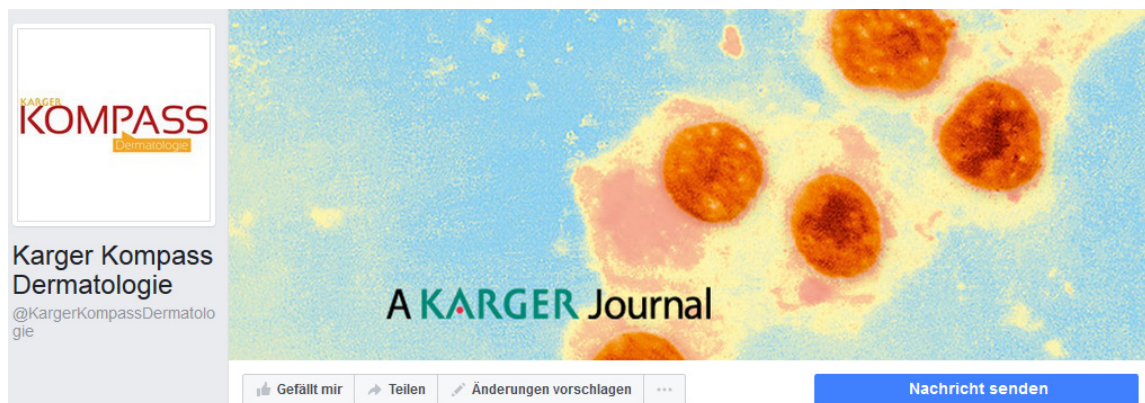 KARGER
KOMPASS
Dermatologie
Karger Kompass
Dermatologie
@KargerKompassDermatolo
gie
A KARGER Journal
Gefällt mir
Teilen
Änderungen vorschlagen
...
Nachricht senden